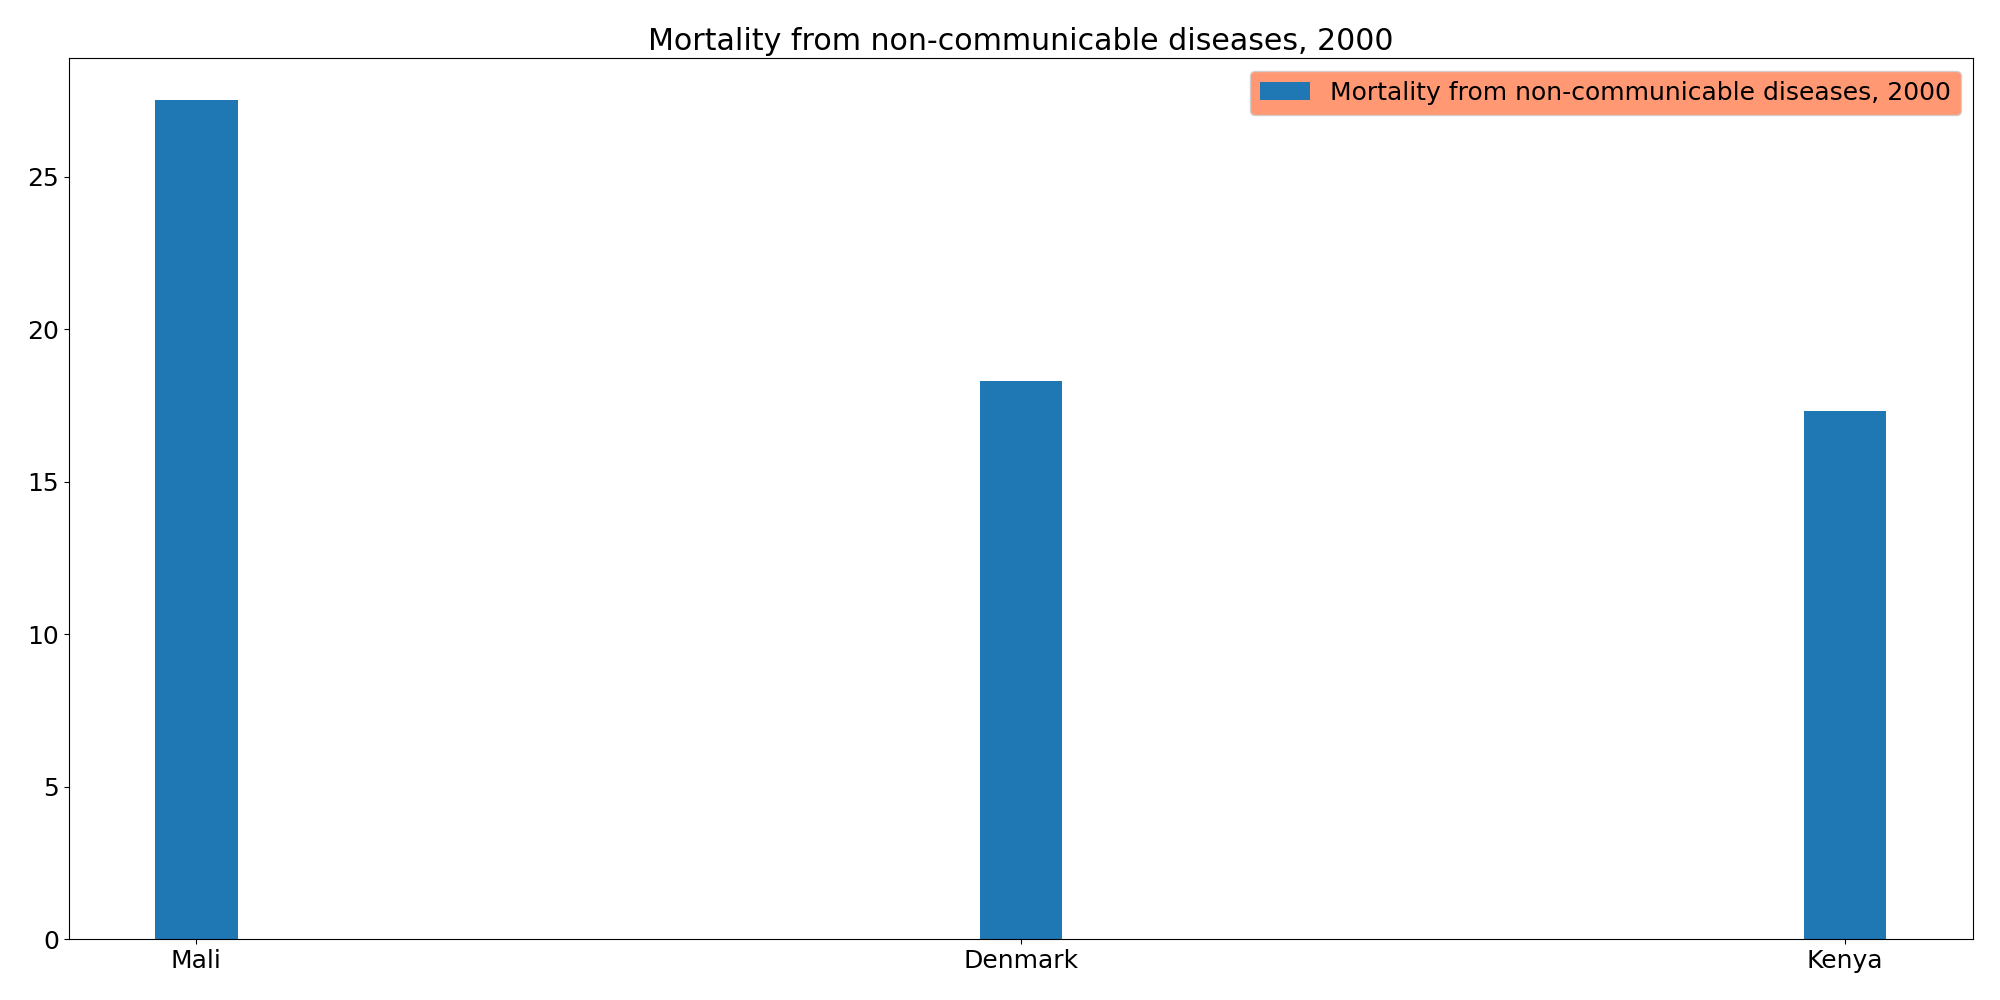 Mortality from non-communicable diseases, 2000
Mortality from non-communicable diseases, 2000
25
20
15
10
5
0
Mali Denmark Kenya